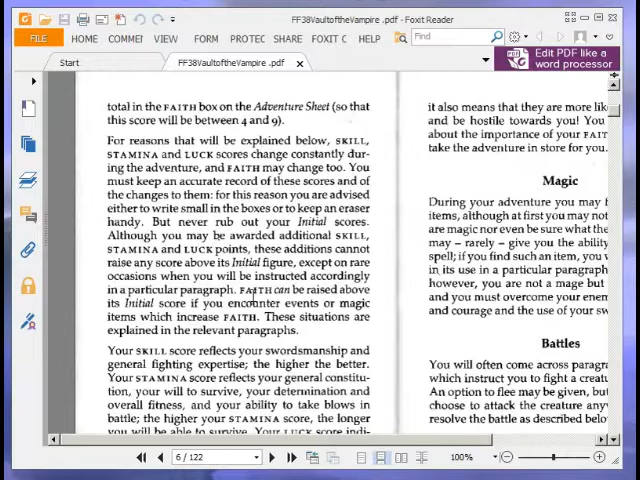 FF38VaultoftheVampire .pdf - Foxit Reader
FILE HOME COMMEI VIEW FORM PROTEC SHARE FOXIT C HELP Find
Start FF38VaultoftheVampire .pdf
Edit PDF like a
word processor
total in the FAITH box on the Adventure Sheet (so that
this score will be between 4 and 9).
For reasons that will be explained below, SKILL,
STAMINA and LUCK scores change constantly dur-
ing the adventure, and FAITH may change too. You
must keep an accurate record of these scores and of
the changes to them: for this reason you are advised
either to write small in the boxes or to keep an eraser
handy. But never rub out your Initial scores.
Although you may be awarded additional SKILL,
STAMINA and LUCK points, these additions cannot
raise any score above its Initial figure, except on rare
occasions when you will be instructed accordingly
in a particular paragraph. FAITH can be raised above
its Initial score if you encounter events or magic
items which increase FAITH. These situations are
explained in the relevant paragraphs.
Your SKILL score reflects your swordsmanship and
general fighting expertise; the higher the better.
Your STAMINA score reflects your general constitu-
tion, your will to survive, your determination and
overall fitness, and your ability to take blows in
battle; the higher your STAMINA score, the longer
you will be able to survive. Your LUCK score indi-
it also means that they are more lik
and be hostile towards you! You
about the importance of your FAIT
take the adventure in store for you.
Magic
During your adventure you may f
items, although at first you may not
are magic nor even be sure what the
may – rarely – give you the ability
spell; if you find such an item, you v
in its use in a particular paragraph
however, you are not a mage but
and you must overcome your enem
and courage and the use of your sw
Battles
You will often come across paragra
which instruct you to fight a creatu
An option to flee may be given, but
choose to attack the creature any
resolve the battle as described belo
6 / 122 100%